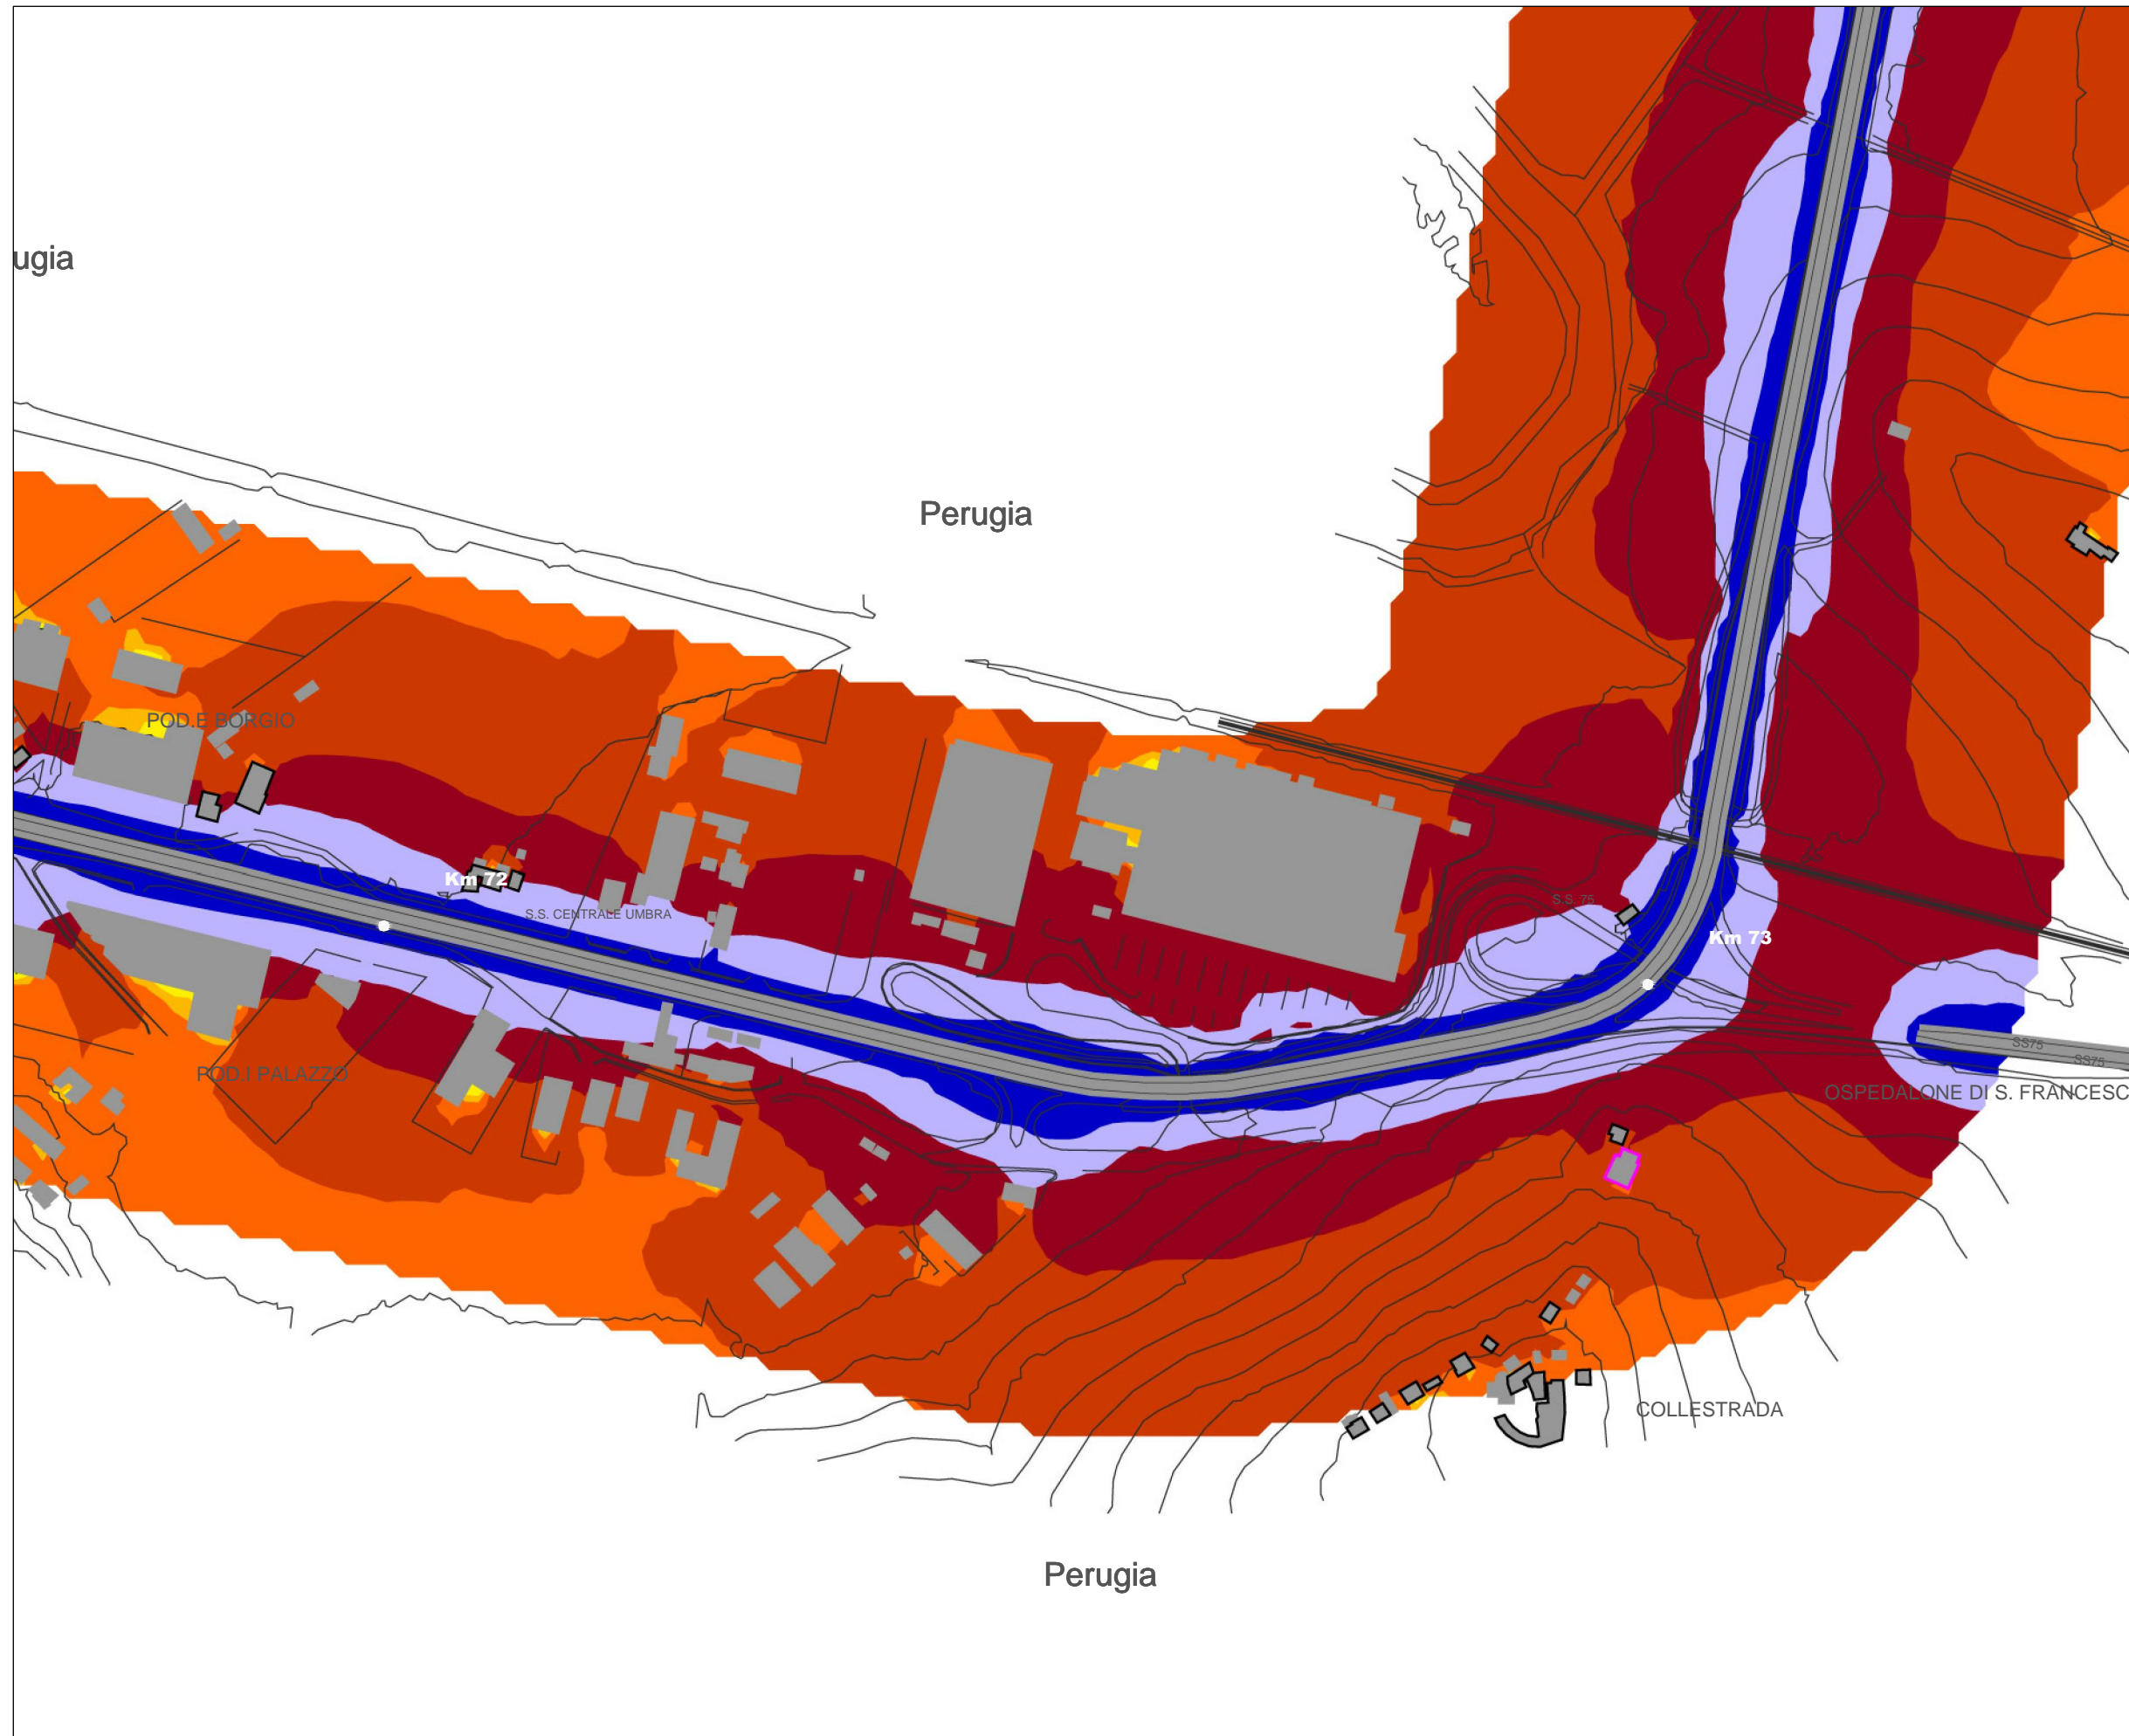 ugia
Perugia
POD.E BORGIO
Km 72
S.S. CENTRALE UMBRA
S.S. 75
Km 73
SS75
SS75
POD.I PALAZZO
OSPEDALONE DI S. FRANCESC
COLLESTRADA
Perugia